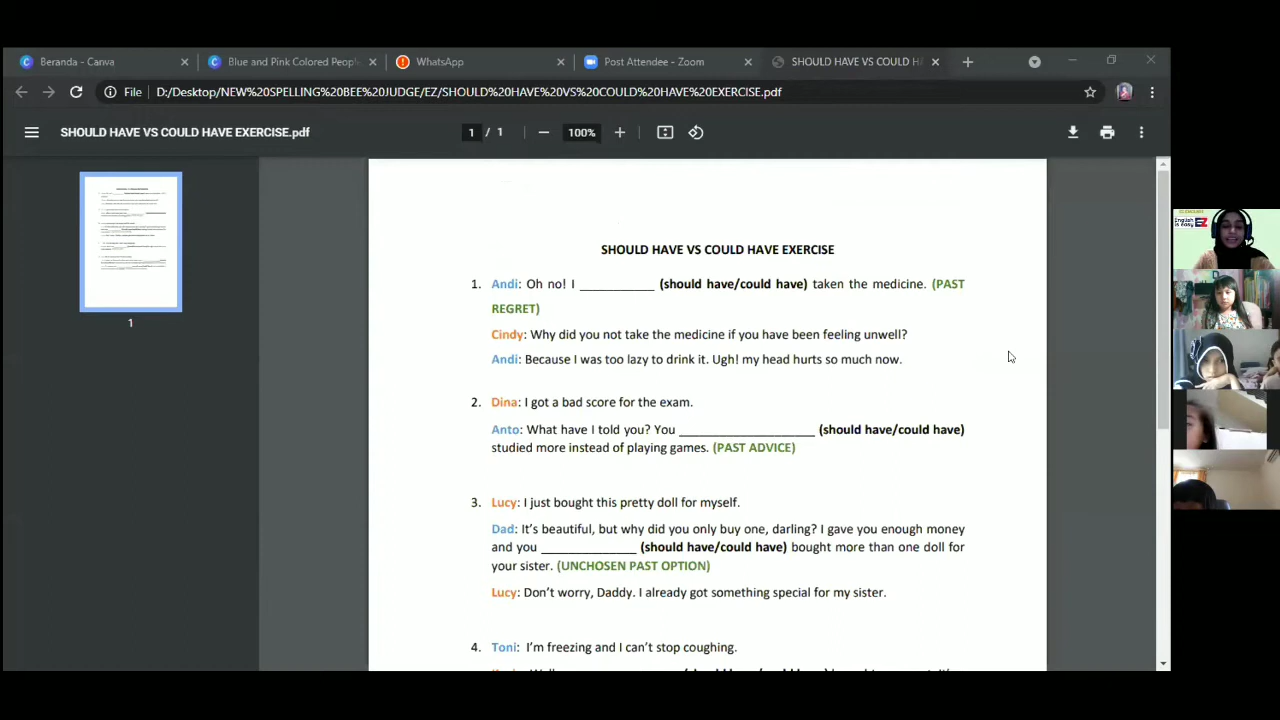 Beranda - Canva
Blue and Pink Colored Peopl
WhatsApp
Post Attendee - Zoom
SHOULD HAVE VS COULD HA
File
D:/Desktop/NEW%20SPELLING%20BEE%20JUDGE/EZ/SHOULD%20HAVE%20VS%20COULD%20HAVE%20EXERCISE.pdf
SHOULD HAVE VS COULD HAVE EXERCISE.pdf
1 / 1
100%
1
SHOULD HAVE VS COULD HAVE EXERCISE
1. Andi: Oh no! I ___________ (should have/could have) taken the medicine. (PAST
REGRET)
Cindy: Why did you not take the medicine if you have been feeling unwell?
Andi: Because I was too lazy to drink it. Ugh! my head hurts so much now.
2. Dina: I got a bad score for the exam.
Anto: What have I told you? You ____________________ (should have/could have)
studied more instead of playing games. (PAST ADVICE)
3. Lucy: I just bought this pretty doll for myself.
Dad: It's beautiful, but why did you only buy one, darling? I gave you enough money
and you ______________ (should have/could have) bought more than one doll for
your sister. (UNCHOSEN PAST OPTION)
Lucy: Don't worry, Daddy. I already got something special for my sister.
4. Toni: I'm freezing and I can't stop coughing.
English
is easy EZ